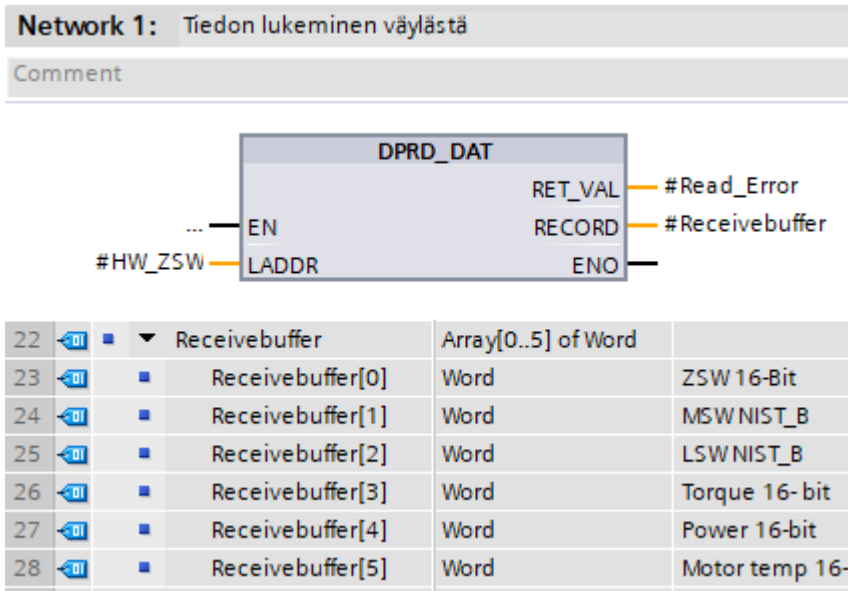 Network 1: Tiedon lukeminen väylästä
Comment
DPRD_DAT
RET_VAL #Read_Error
... EN RECORD #Receivebuffer
#HW_ZSW LADDR ENO
22 Receivebuffer Array[0..5] of Word
23 Receivebuffer[0] Word ZSW 16-Bit
24 Receivebuffer[1] Word MSW NIST_B
25 Receivebuffer[2] Word LSW NIST_B
26 Receivebuffer[3] Word Torque 16- bit
27 Receivebuffer[4] Word Power 16-bit
28 Receivebuffer[5] Word Motor temp 16-